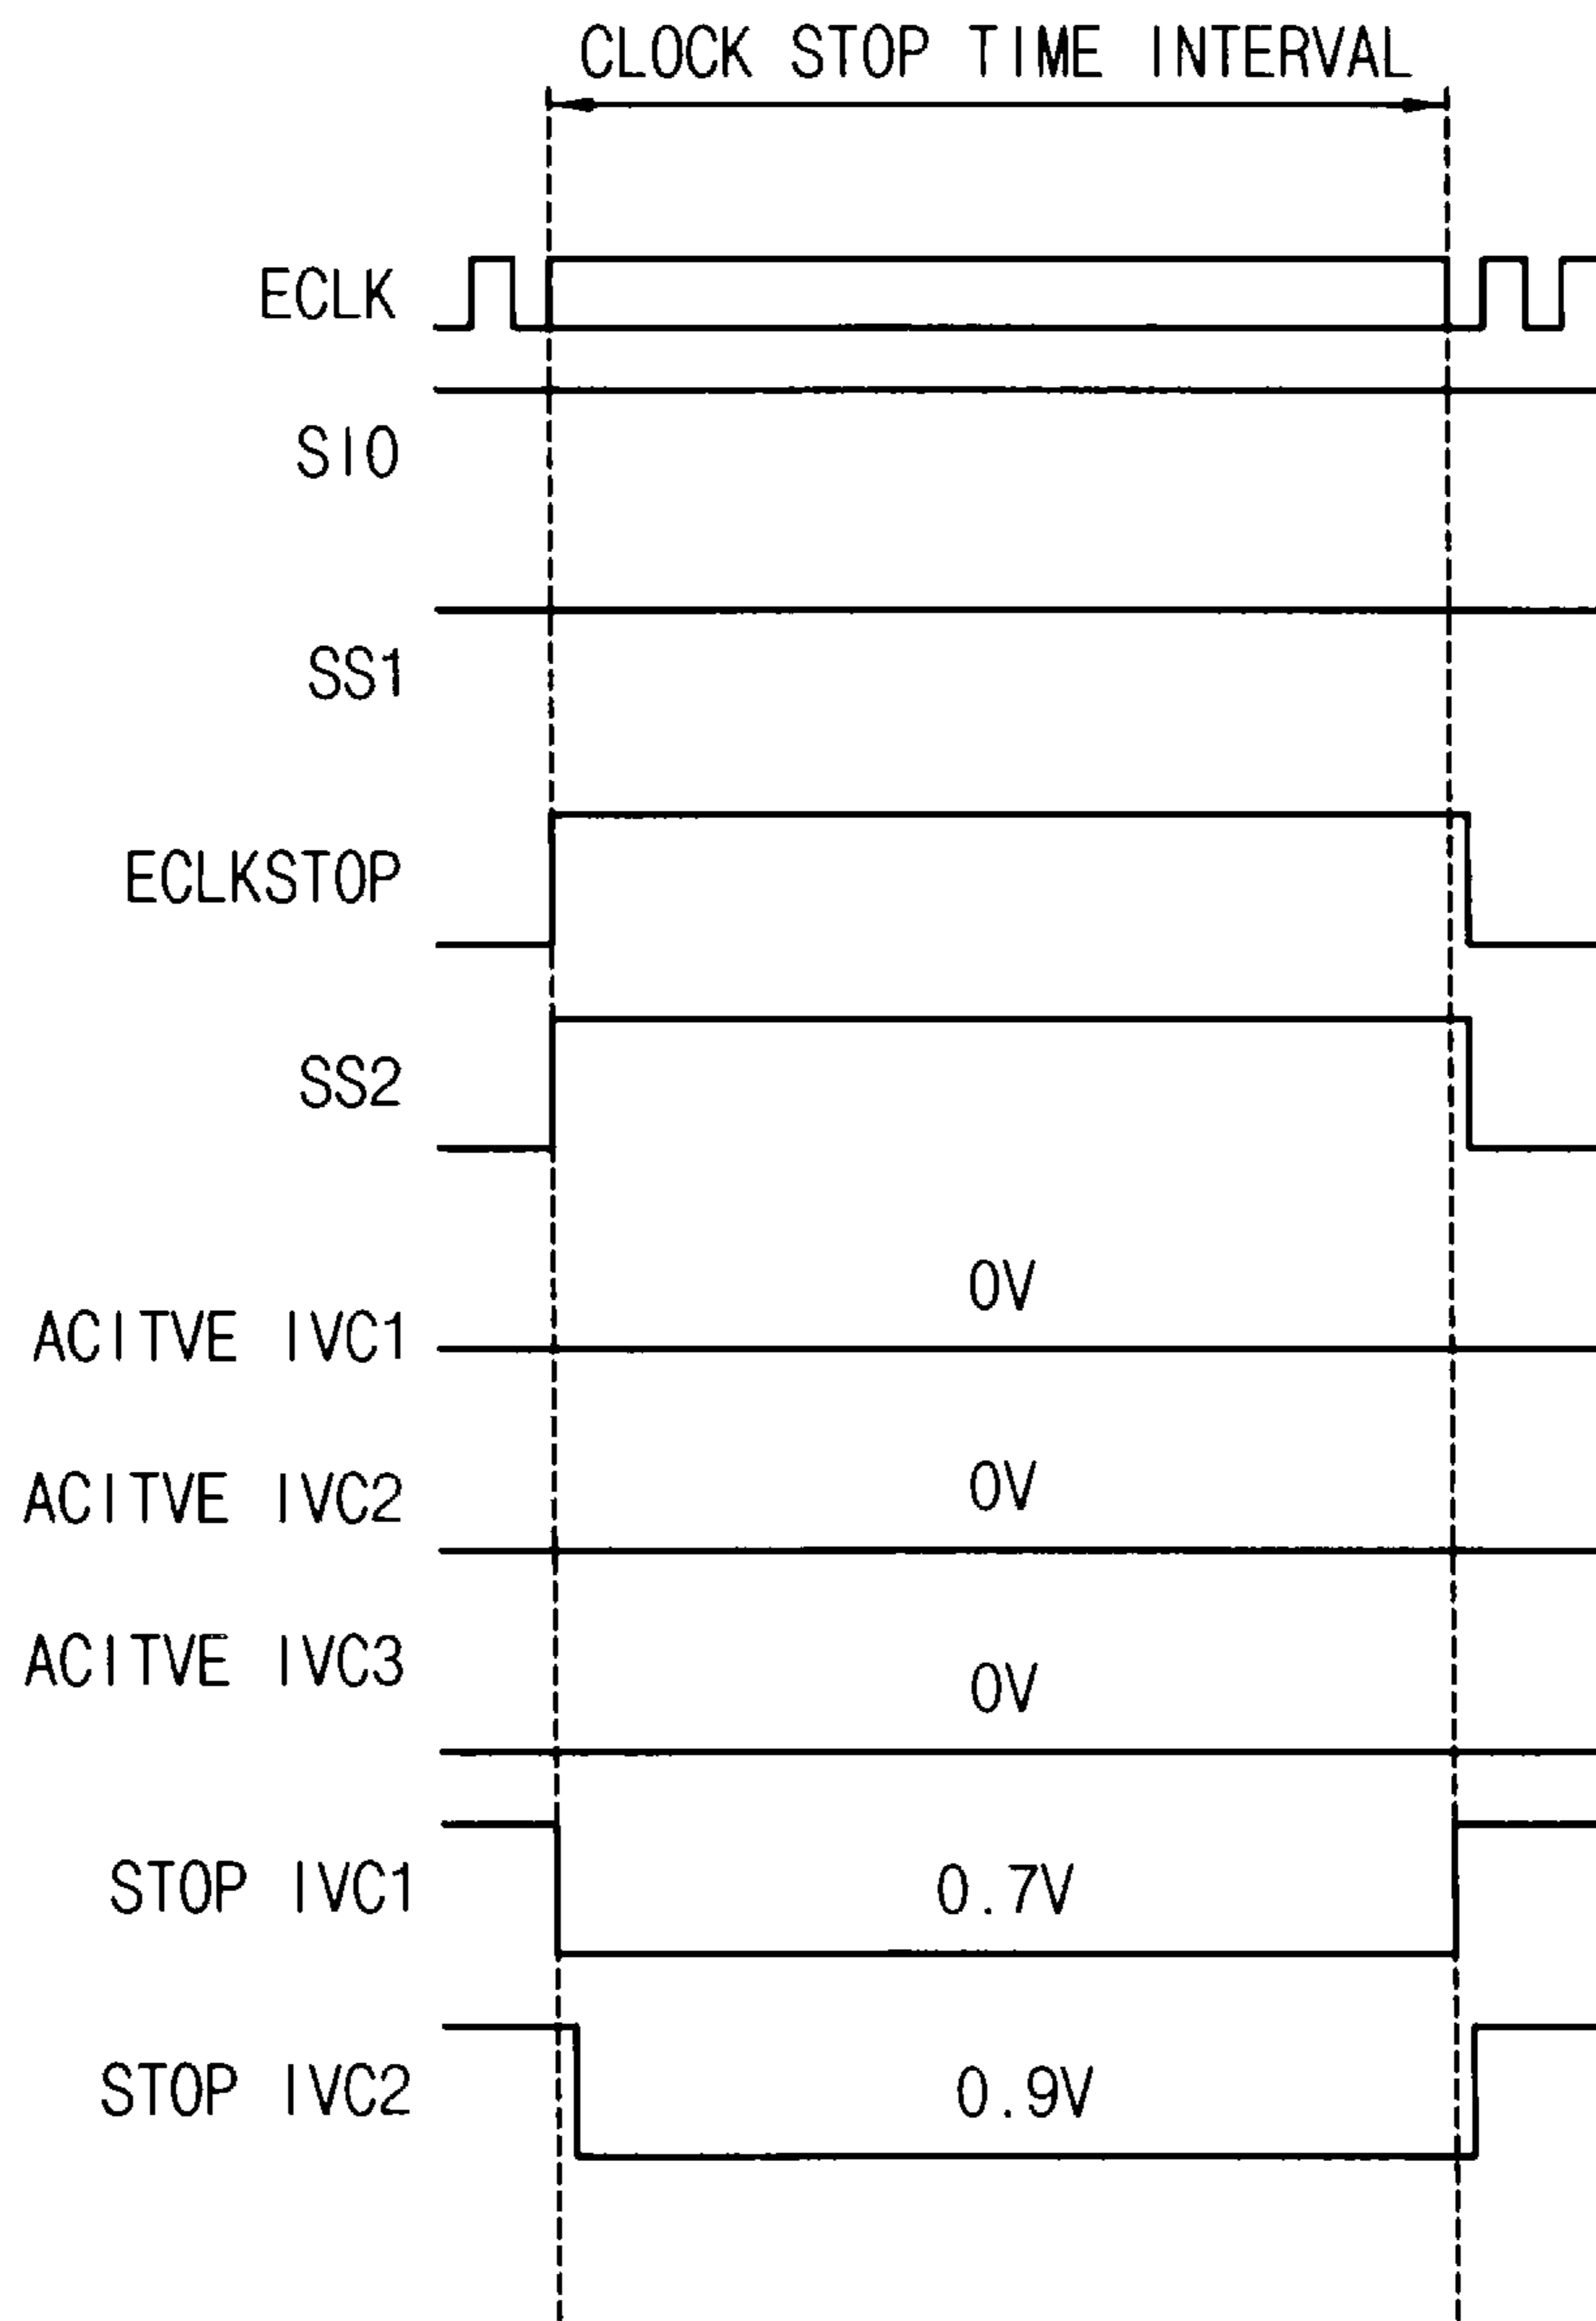 CLOCK STOP TIME INTERVAL
ECLK
SIO
SS1
ECLKSTOP
SS2
0V
ACITVE IVC1
0V
ACITVE IVC2
ACITVE IVC3
0V
STOP IVC1
0.7V
STOP IVC2
0.9V